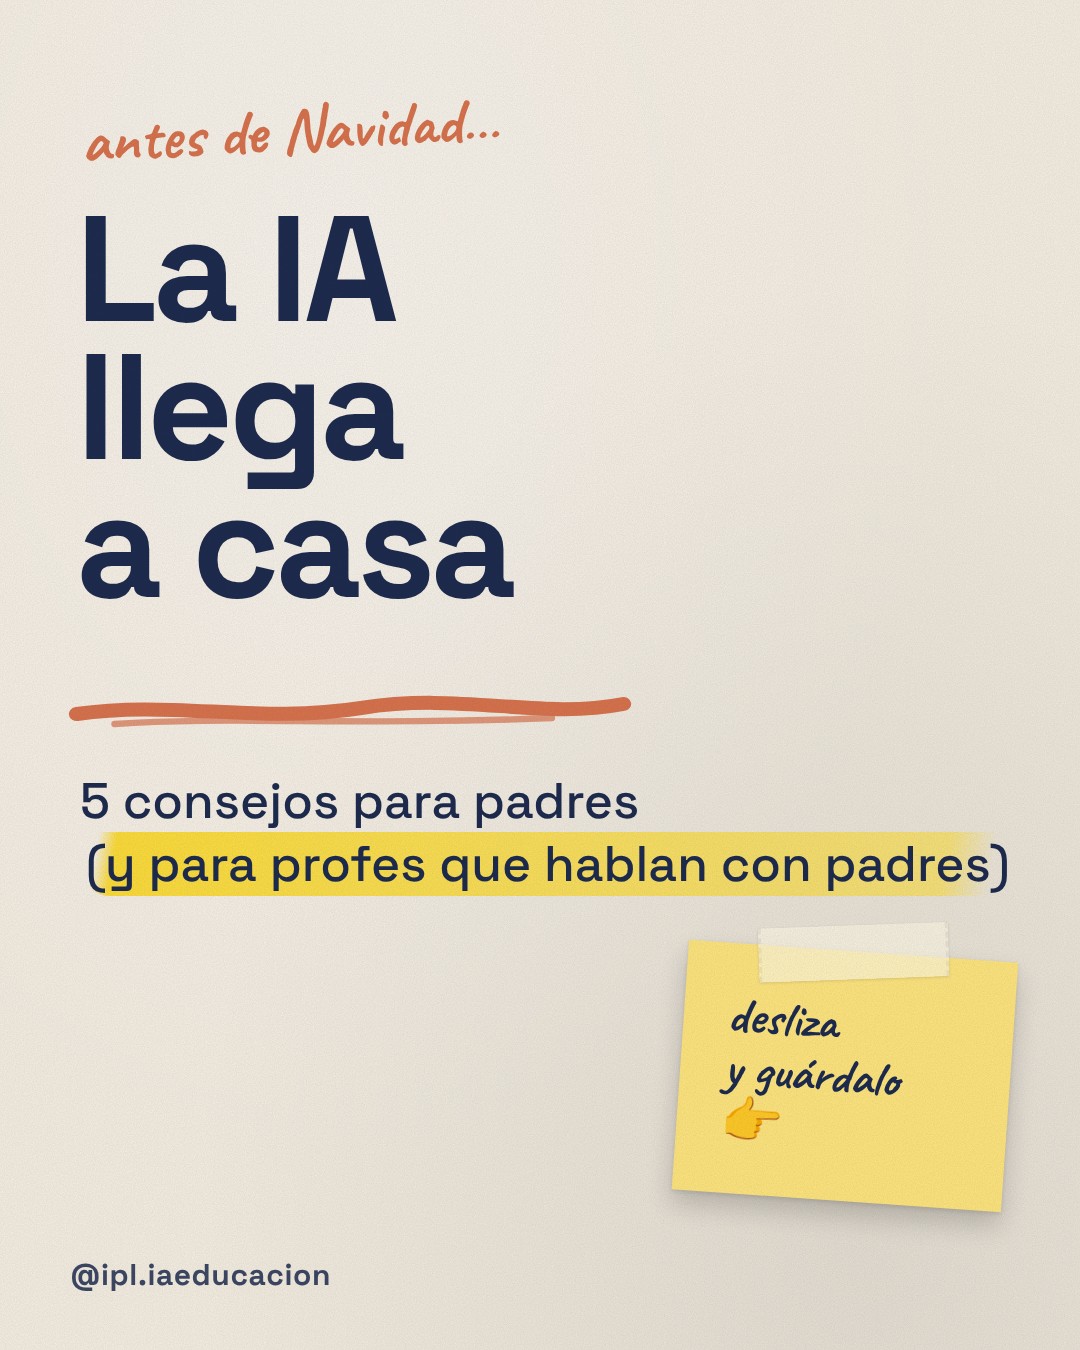 antes de Navidad...
La IA
llega
a casa
5 consejos para padres
(y para profes que hablan con padres)
desliza
y guárdalo
👉
@ipl.iaeducacion